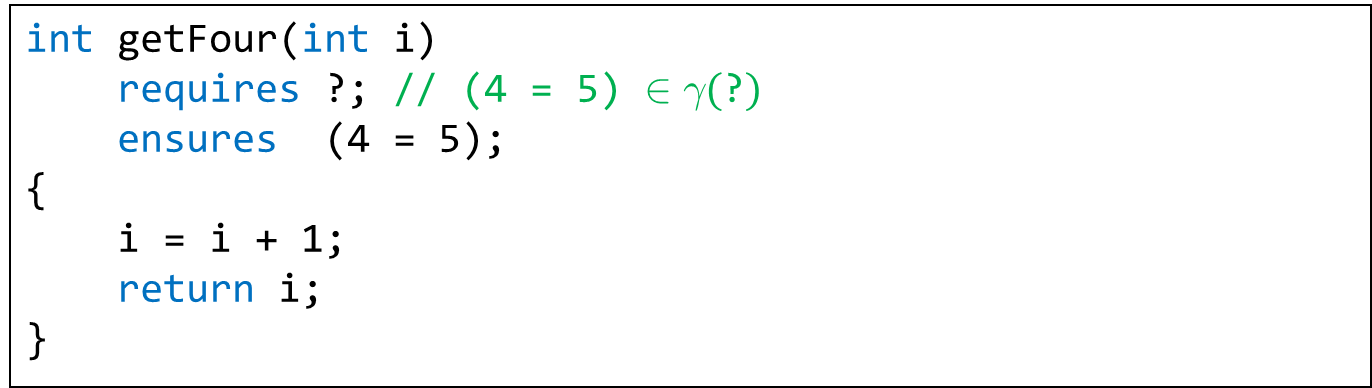 int getFour(int i)
    requires ?; // (4 = 5) ∈ γ(?)
    ensures  (4 = 5);
{
    i = i + 1;
    return i;
}